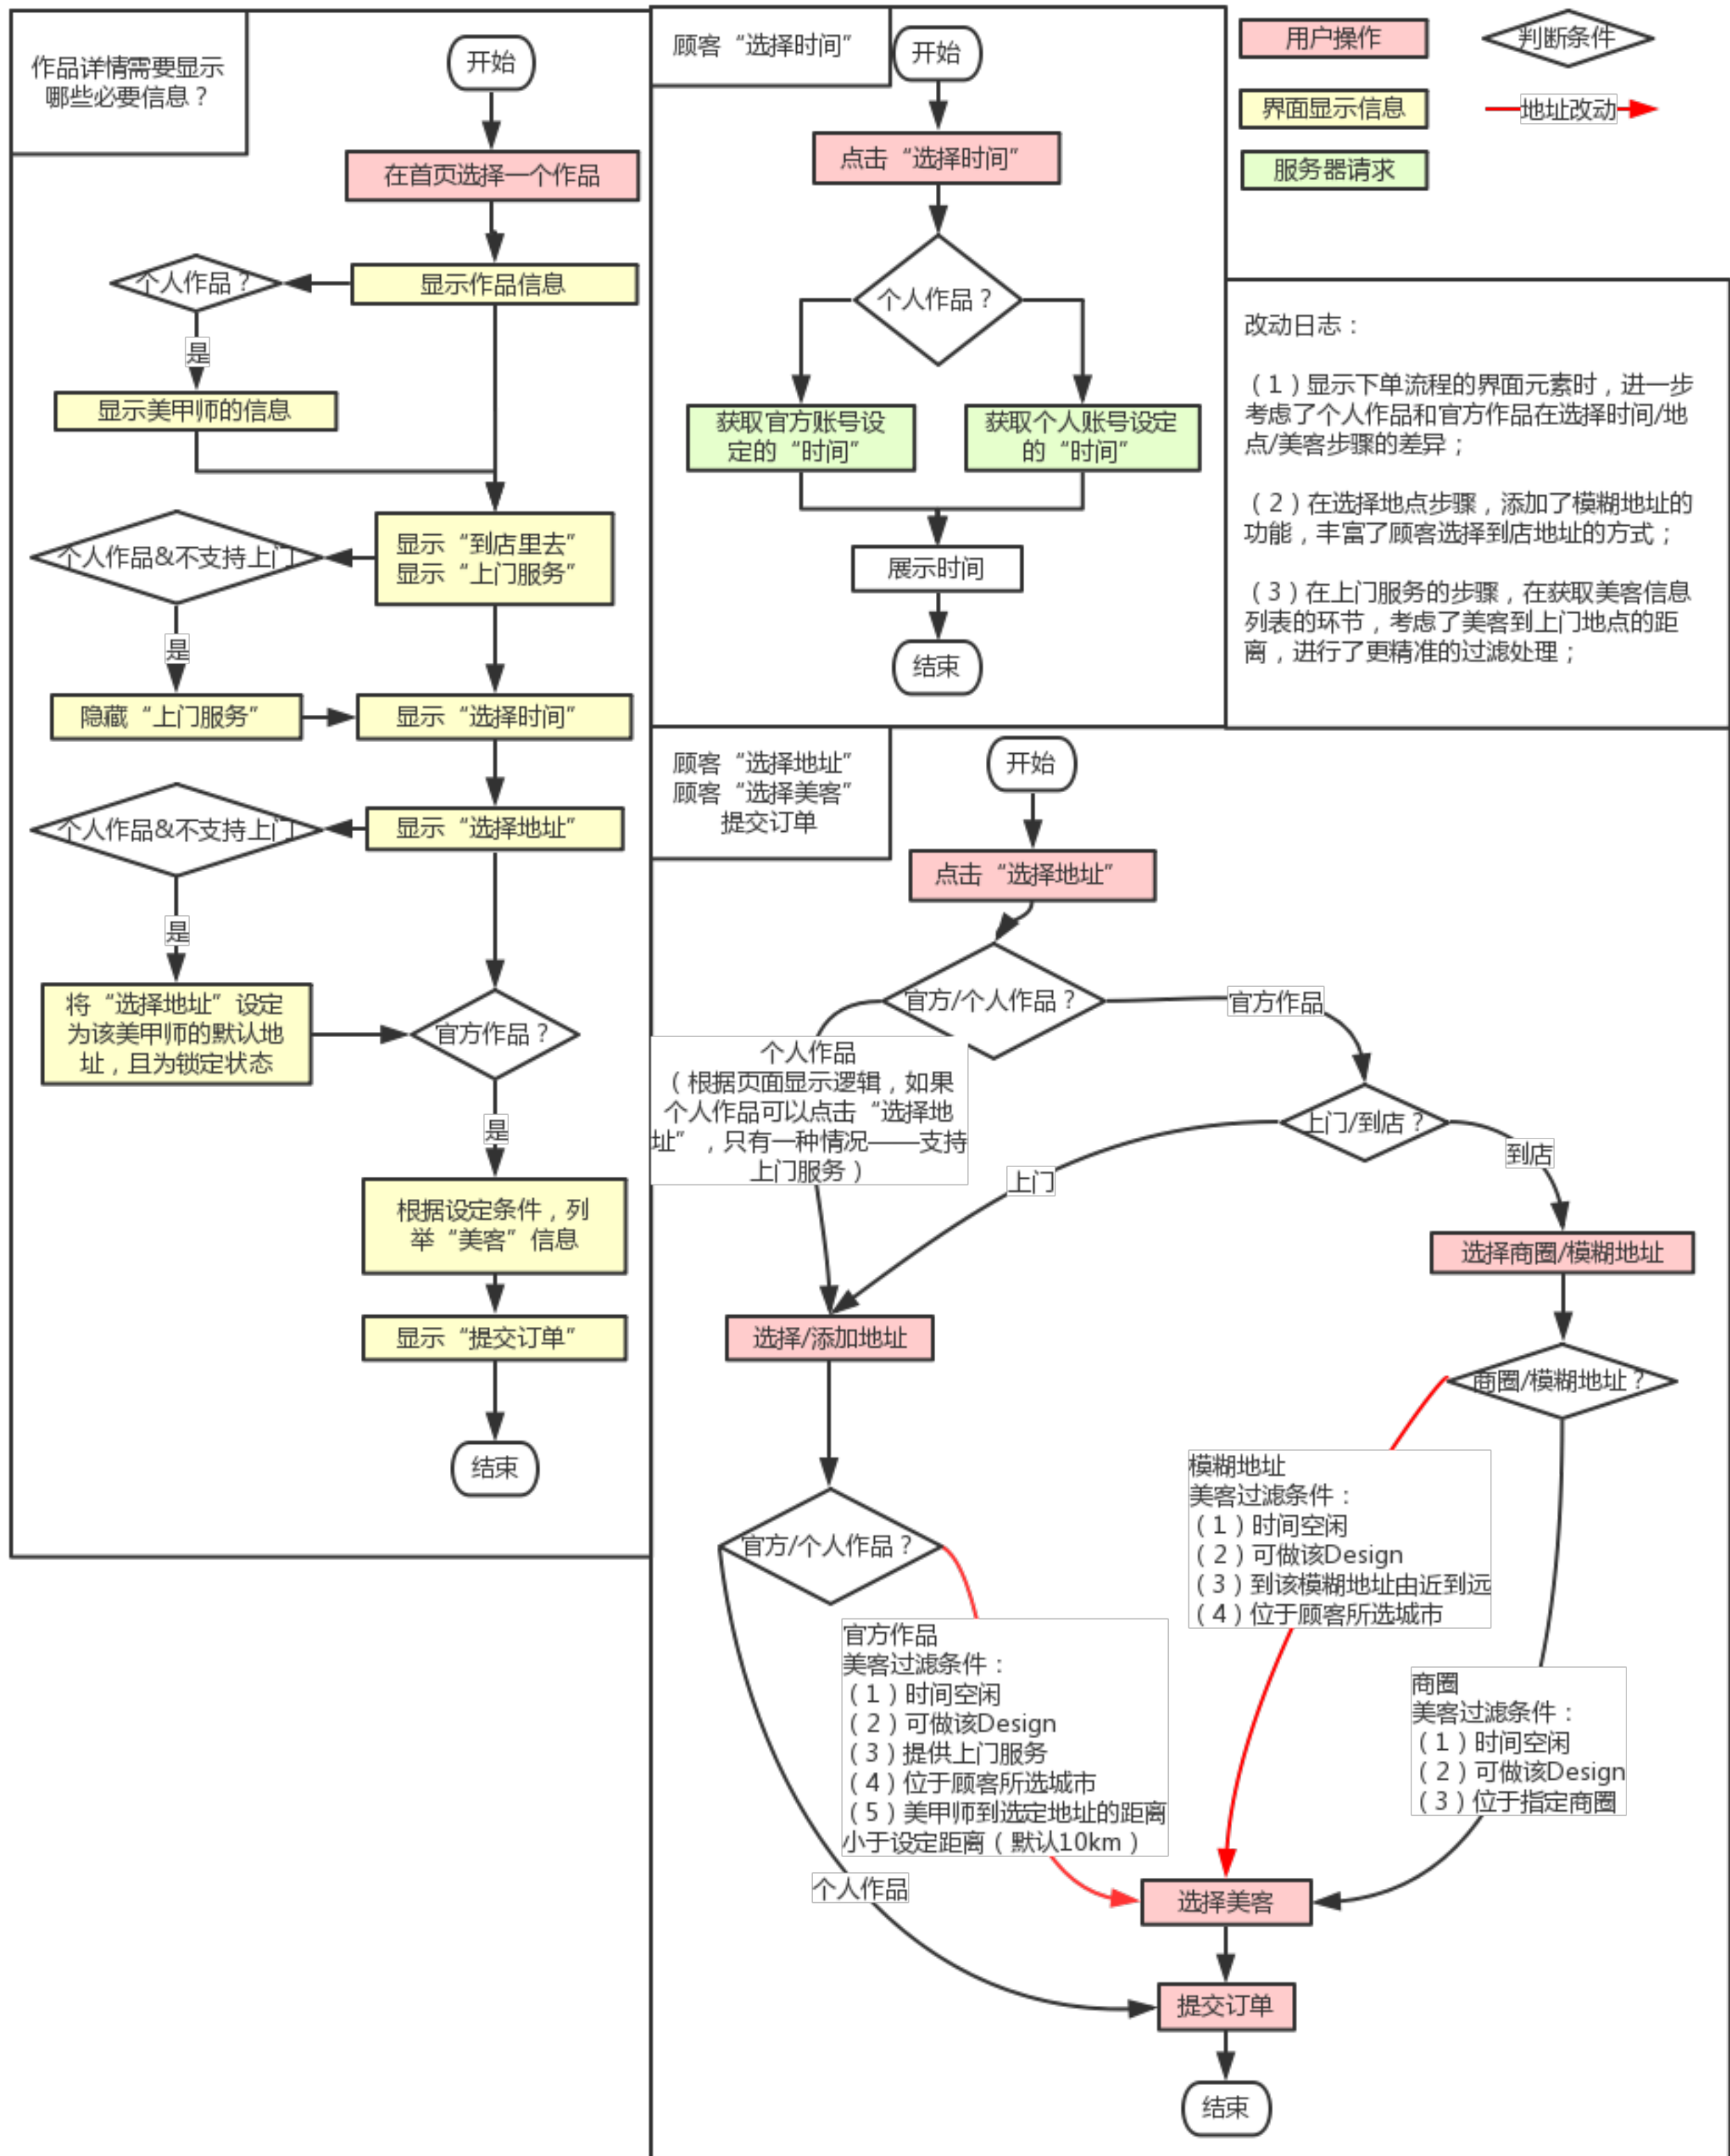 作品详情需要显示
哪些必要信息？
开始
在首页选择一个作品
个人作品？
显示作品信息
是
显示美甲师的信息
个人作品&不支持上门
显示“到店里去”
显示“上门服务”
是
隐藏“上门服务”
显示“选择时间”
个人作品&不支持上门
显示“选择地址”
是
将“选择地址”设定
为该美甲师的默认地
址，且为锁定状态
官方作品？
是
根据设定条件，列
举“美客”信息
显示“提交订单”
结束
顾客“选择时间”
开始
点击“选择时间”
个人作品？
获取官方账号设
定的“时间”
获取个人账号设定
的“时间”
展示时间
结束
用户操作
判断条件
界面显示信息
地址改动
服务器请求
改动日志：
（1）显示下单流程的界面元素时，进一步
考虑了个人作品和官方作品在选择时间/地
点/美客步骤的差异；
（2）在选择地点步骤，添加了模糊地址的
功能，丰富了顾客选择到店地址的方式；
（3）在上门服务的步骤，在获取美客信息
列表的环节，考虑了美客到上门地点的距
离，进行了更精准的过滤处理；
顾客“选择地址”
顾客“选择美客”
提交订单
开始
点击“选择地址”
官方/个人作品？
官方作品
个人作品
（根据页面显示逻辑，如果
个人作品可以点击“选择地
址”，只有一种情况——支持
上门服务）
上门/到店？
上门
到店
选择商圈/模糊地址
选择/添加地址
商圈/模糊地址？
模糊地址
美客过滤条件：
（1）时间空闲
（2）可做该Design
（3）到该模糊地址由近到远
（4）位于顾客所选城市
官方/个人作品？
官方作品
美客过滤条件：
（1）时间空闲
（2）可做该Design
（3）提供上门服务
（4）位于顾客所选城市
（5）美甲师到选定地址的距离
小于设定距离（默认10km）
商圈
美客过滤条件：
（1）时间空闲
（2）可做该Design
（3）位于指定商圈
个人作品
选择美客
提交订单
结束